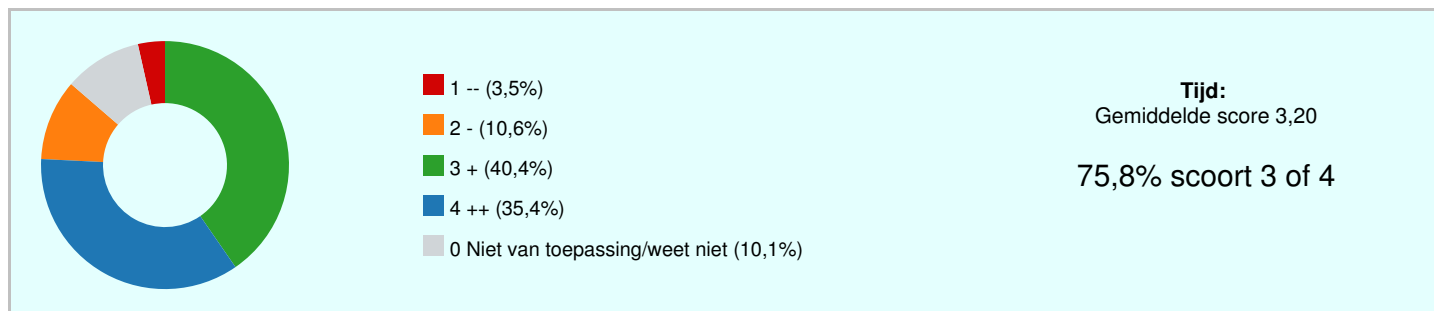 1 -- (3,5%)
2 - (10,6%)
3 + (40,4%)
4 ++ (35,4%)
0 Niet van toepassing/weet niet (10,1%)
Tijd:
Gemiddelde score 3,20
75,8% scoort 3 of 4